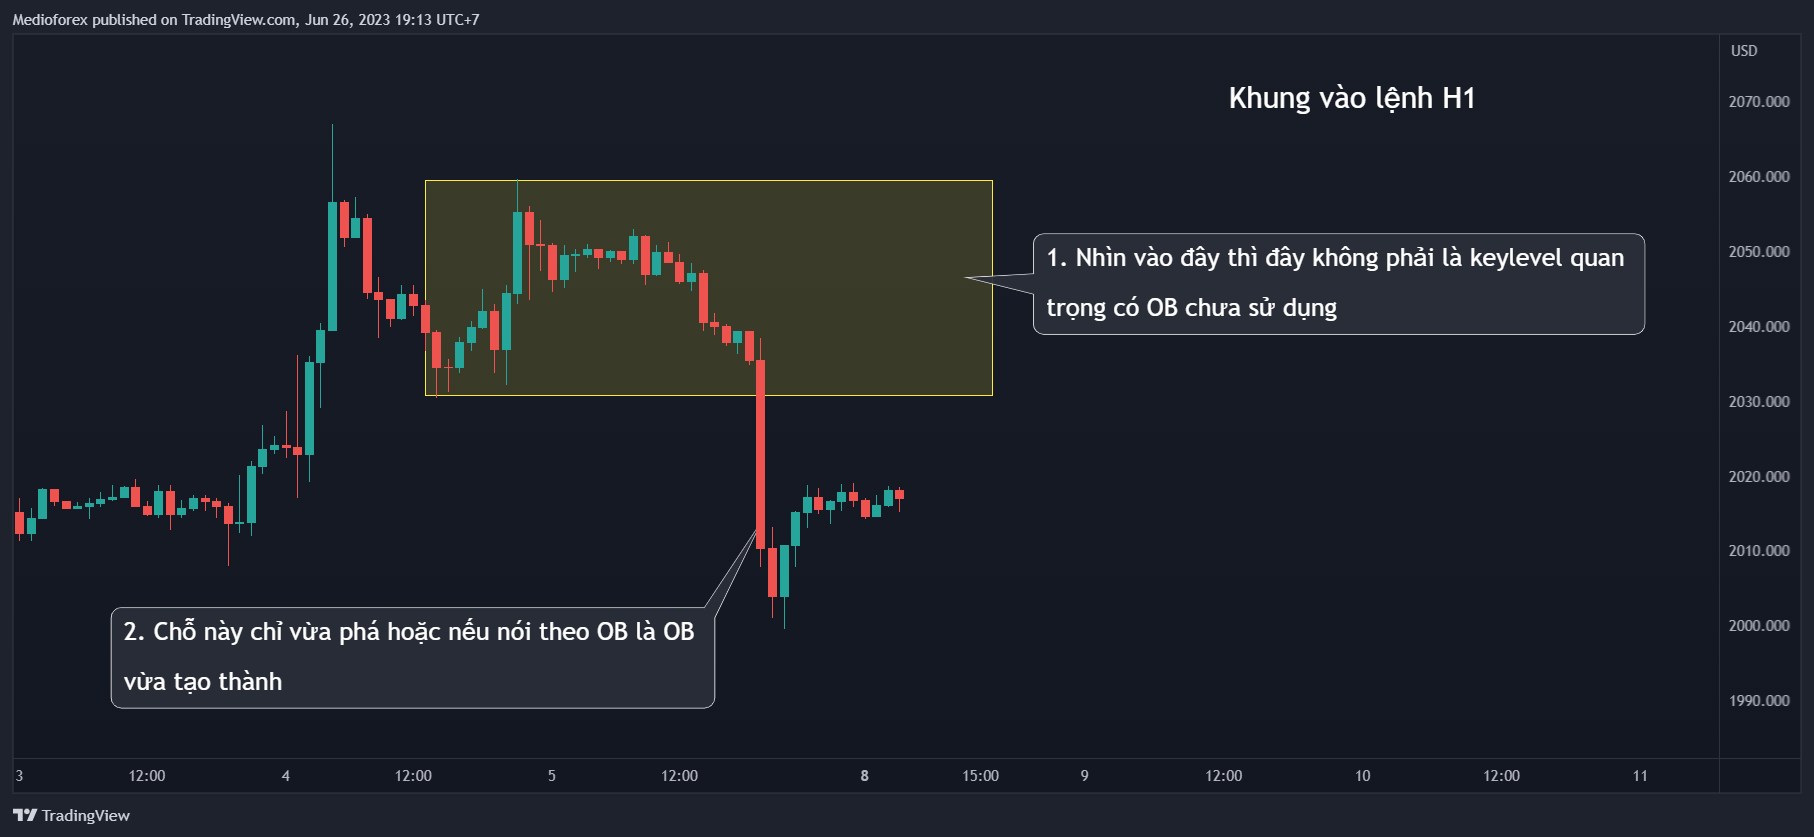 Medioforex published on TradingView.com, Jun 26, 2023 19:13 UTC+7
USD
Khung vào lệnh H1
2070.000
2060.000
2050.000
2040.000
2030.000
2020.000
2010.000
2000.000
1990.000
1. Nhìn vào đây thì đây không phải là keylevel quan
trọng có OB chưa sử dụng
2. Chỗ này chỉ vừa phá hoặc nếu nói theo OB là OB
vừa tạo thành
3 12:00 4 12:00 5 12:00 8 15:00 9 12:00 10 12:00 11
TradingView